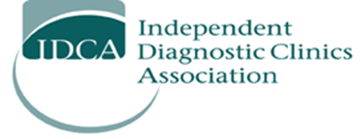 IDCA
Independent
Diagnostic Clinics
Association